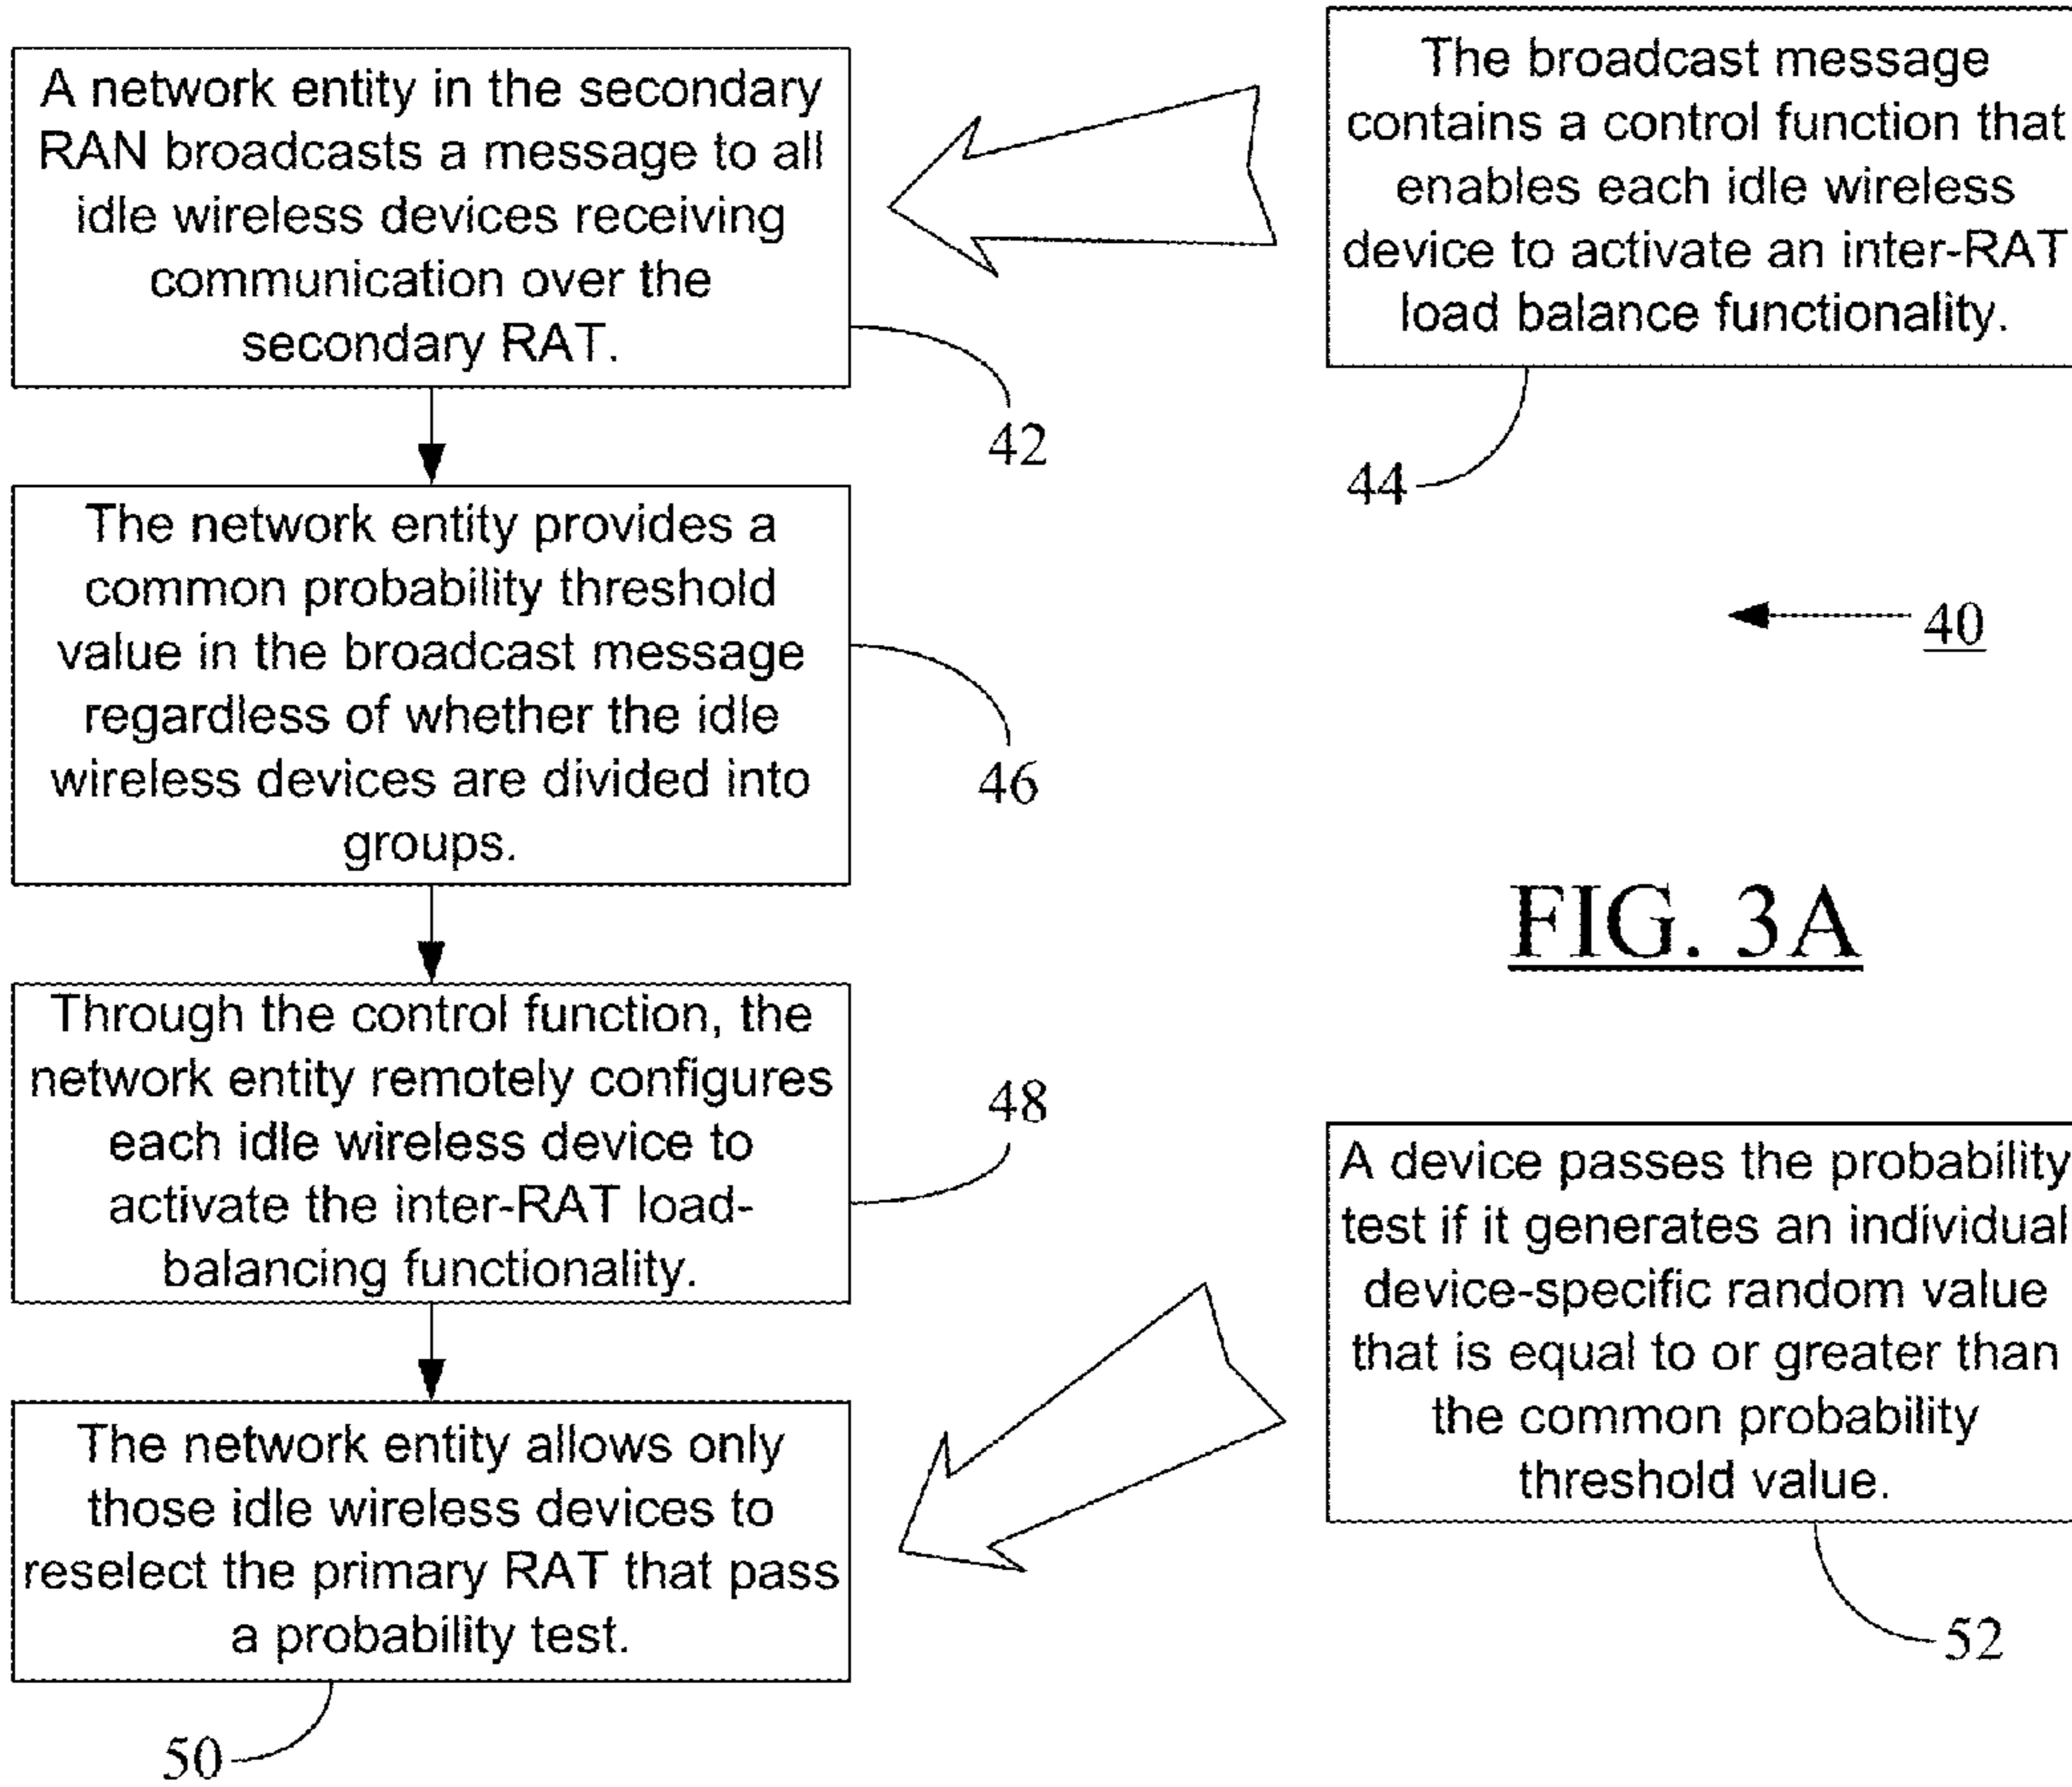 A network entity in the secondary
RAN broadcasts a message to all
idle wireless devices receiving
communication over the
secondary RAT.
42
The broadcast message
contains a control function that
enables each idle wireless
device to activate an inter-RAT
load balance functionality.
44
The network entity provides a
common probability threshold
value in the broadcast message
regardless of whether the idle
wireless devices are divided into
groups.
46
40
FIG. 3A
Through the control function, the
network entity remotely configures
each idle wireless device to
activate the inter-RAT load-
balancing functionality.
48
The network entity allows only
those idle wireless devices to
reselect the primary RAT that pass
a probability test.
50
A device passes the probability
test if it generates an individual
device-specific random value
that is equal to or greater than
the common probability
threshold value.
52